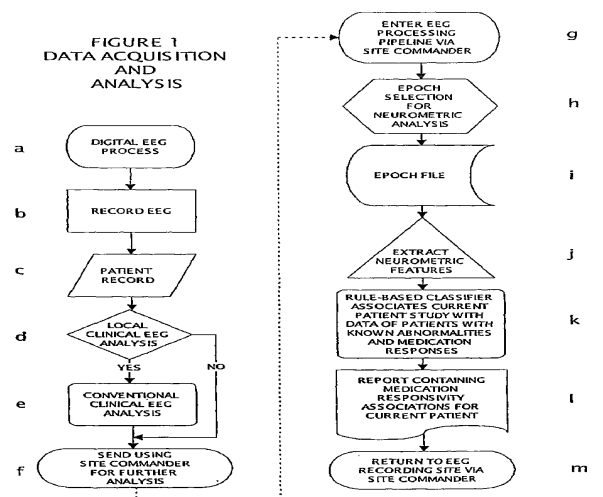 FIGURE 1
DATA ACQUISITION
AND
ANALYSIS
a
DIGITAL EEG
PROCESS
b
RECORD EEG
c
PATIENT
RECORD
d
LOCAL
CLINICAL EEG
ANALYSIS
YES
NO
e
CONVENTIONAL
CLINICAL EEG
ANALYSIS
f
SEND USING
SITE COMMANDER
FOR FURTHER
ANALYSIS
ENTER EEG
PROCESSING
PIPELINE VIA
SITE COMMANDER
g
EPOCH
SELECTION
FOR
NEUROMETRIC
ANALYSIS
h
EPOCH FILE
i
EXTRACT
NEUROMETRIC
FEATURES
j
RULE-BASED CLASSIFIER
ASSOCIATES CURRENT
PATIENT STUDY WITH
DATA OF PATIENTS WITH
KNOWN ABNORMALITIES
AND MEDICATION
RESPONSES
k
REPORT CONTAINING
MEDICATION
RESPONSIVITY
ASSOCIATIONS FOR
CURRENT PATIENT
l
RETURN TO EEG
RECORDING SITE VIA
SITE COMMANDER
m